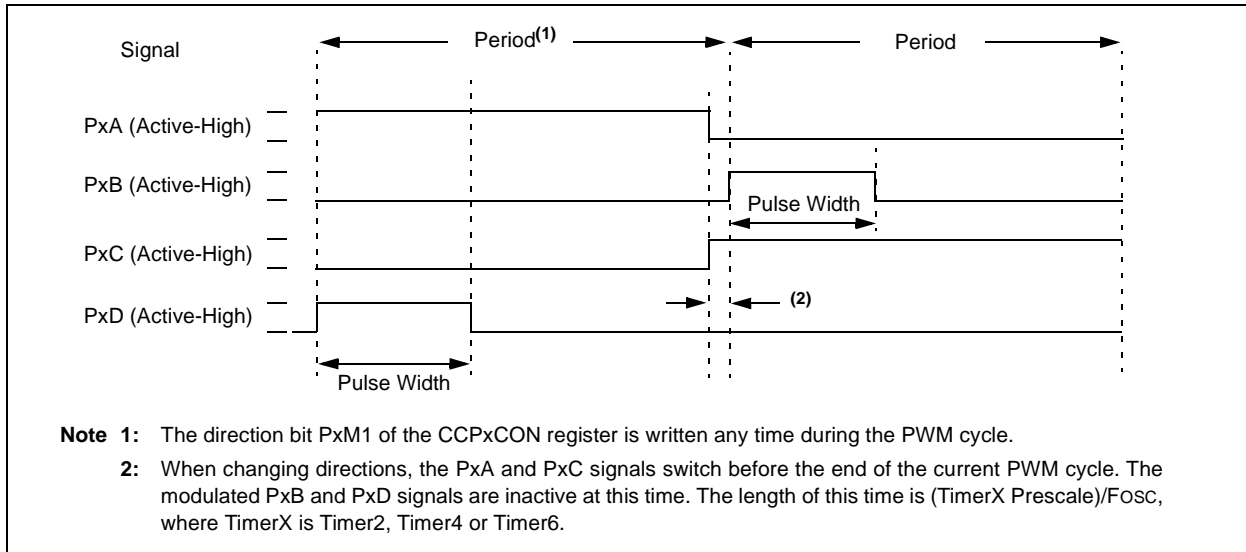 Signal
Period(1)
Period
PxA (Active-High)
PxB (Active-High)
Pulse Width
PxC (Active-High)
(2)
PxD (Active-High)
Pulse Width
Note 1: The direction bit PxM1 of the CCPxCON register is written any time during the PWM cycle.
2: When changing directions, the PxA and PxC signals switch before the end of the current PWM cycle. The
modulated PxB and PxD signals are inactive at this time. The length of this time is (TimerX Prescale)/FOSC,
where TimerX is Timer2, Timer4 or Timer6.